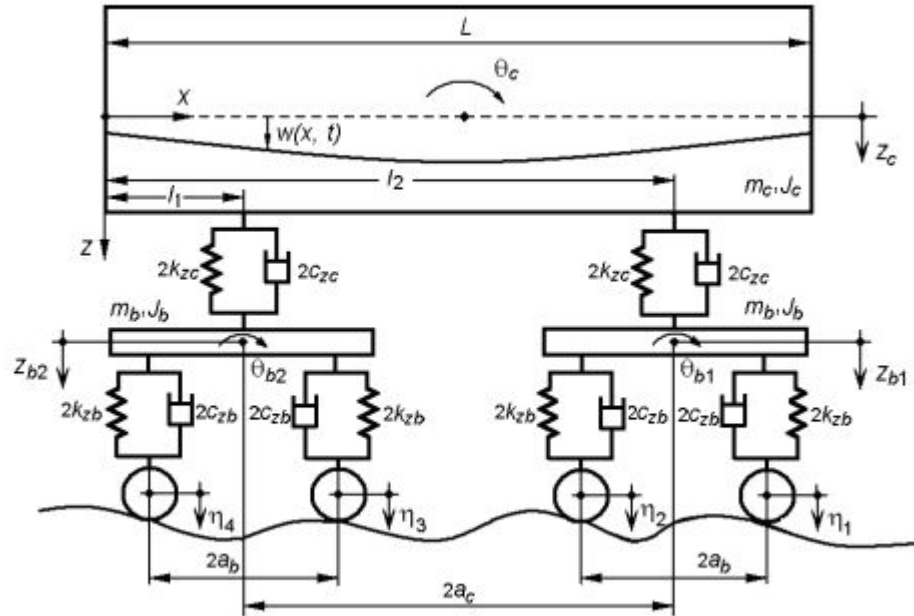 L
θc
x
w(x, t)
zc
l2
mc,Jc
l1
z
2kzc 2czc 2kzc 2czc
mb,Jb mb,Jb
zb2 θb2 θb1 zb1
2kzb 2czb 2czb 2kzb 2kzb 2czb 2czb 2kzb
η4 η3 η2 η1
2ab 2ab
2ac